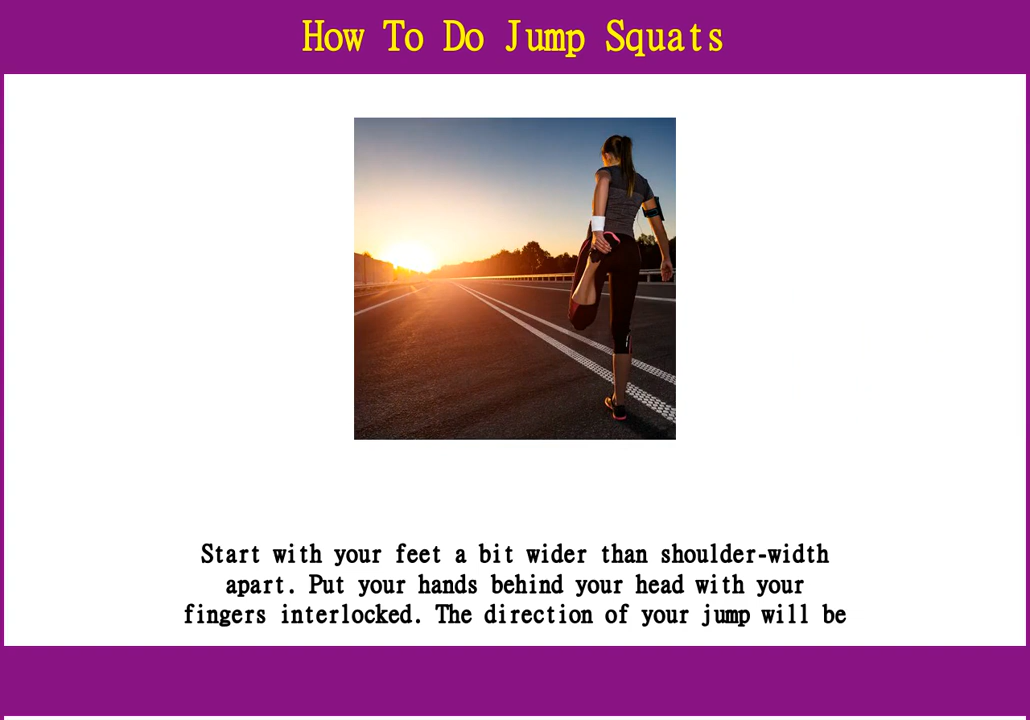 How To Do Jump Squats
Start with your feet a bit wider than shoulder-width
apart. Put your hands behind your head with your
fingers interlocked. The direction of your jump will be